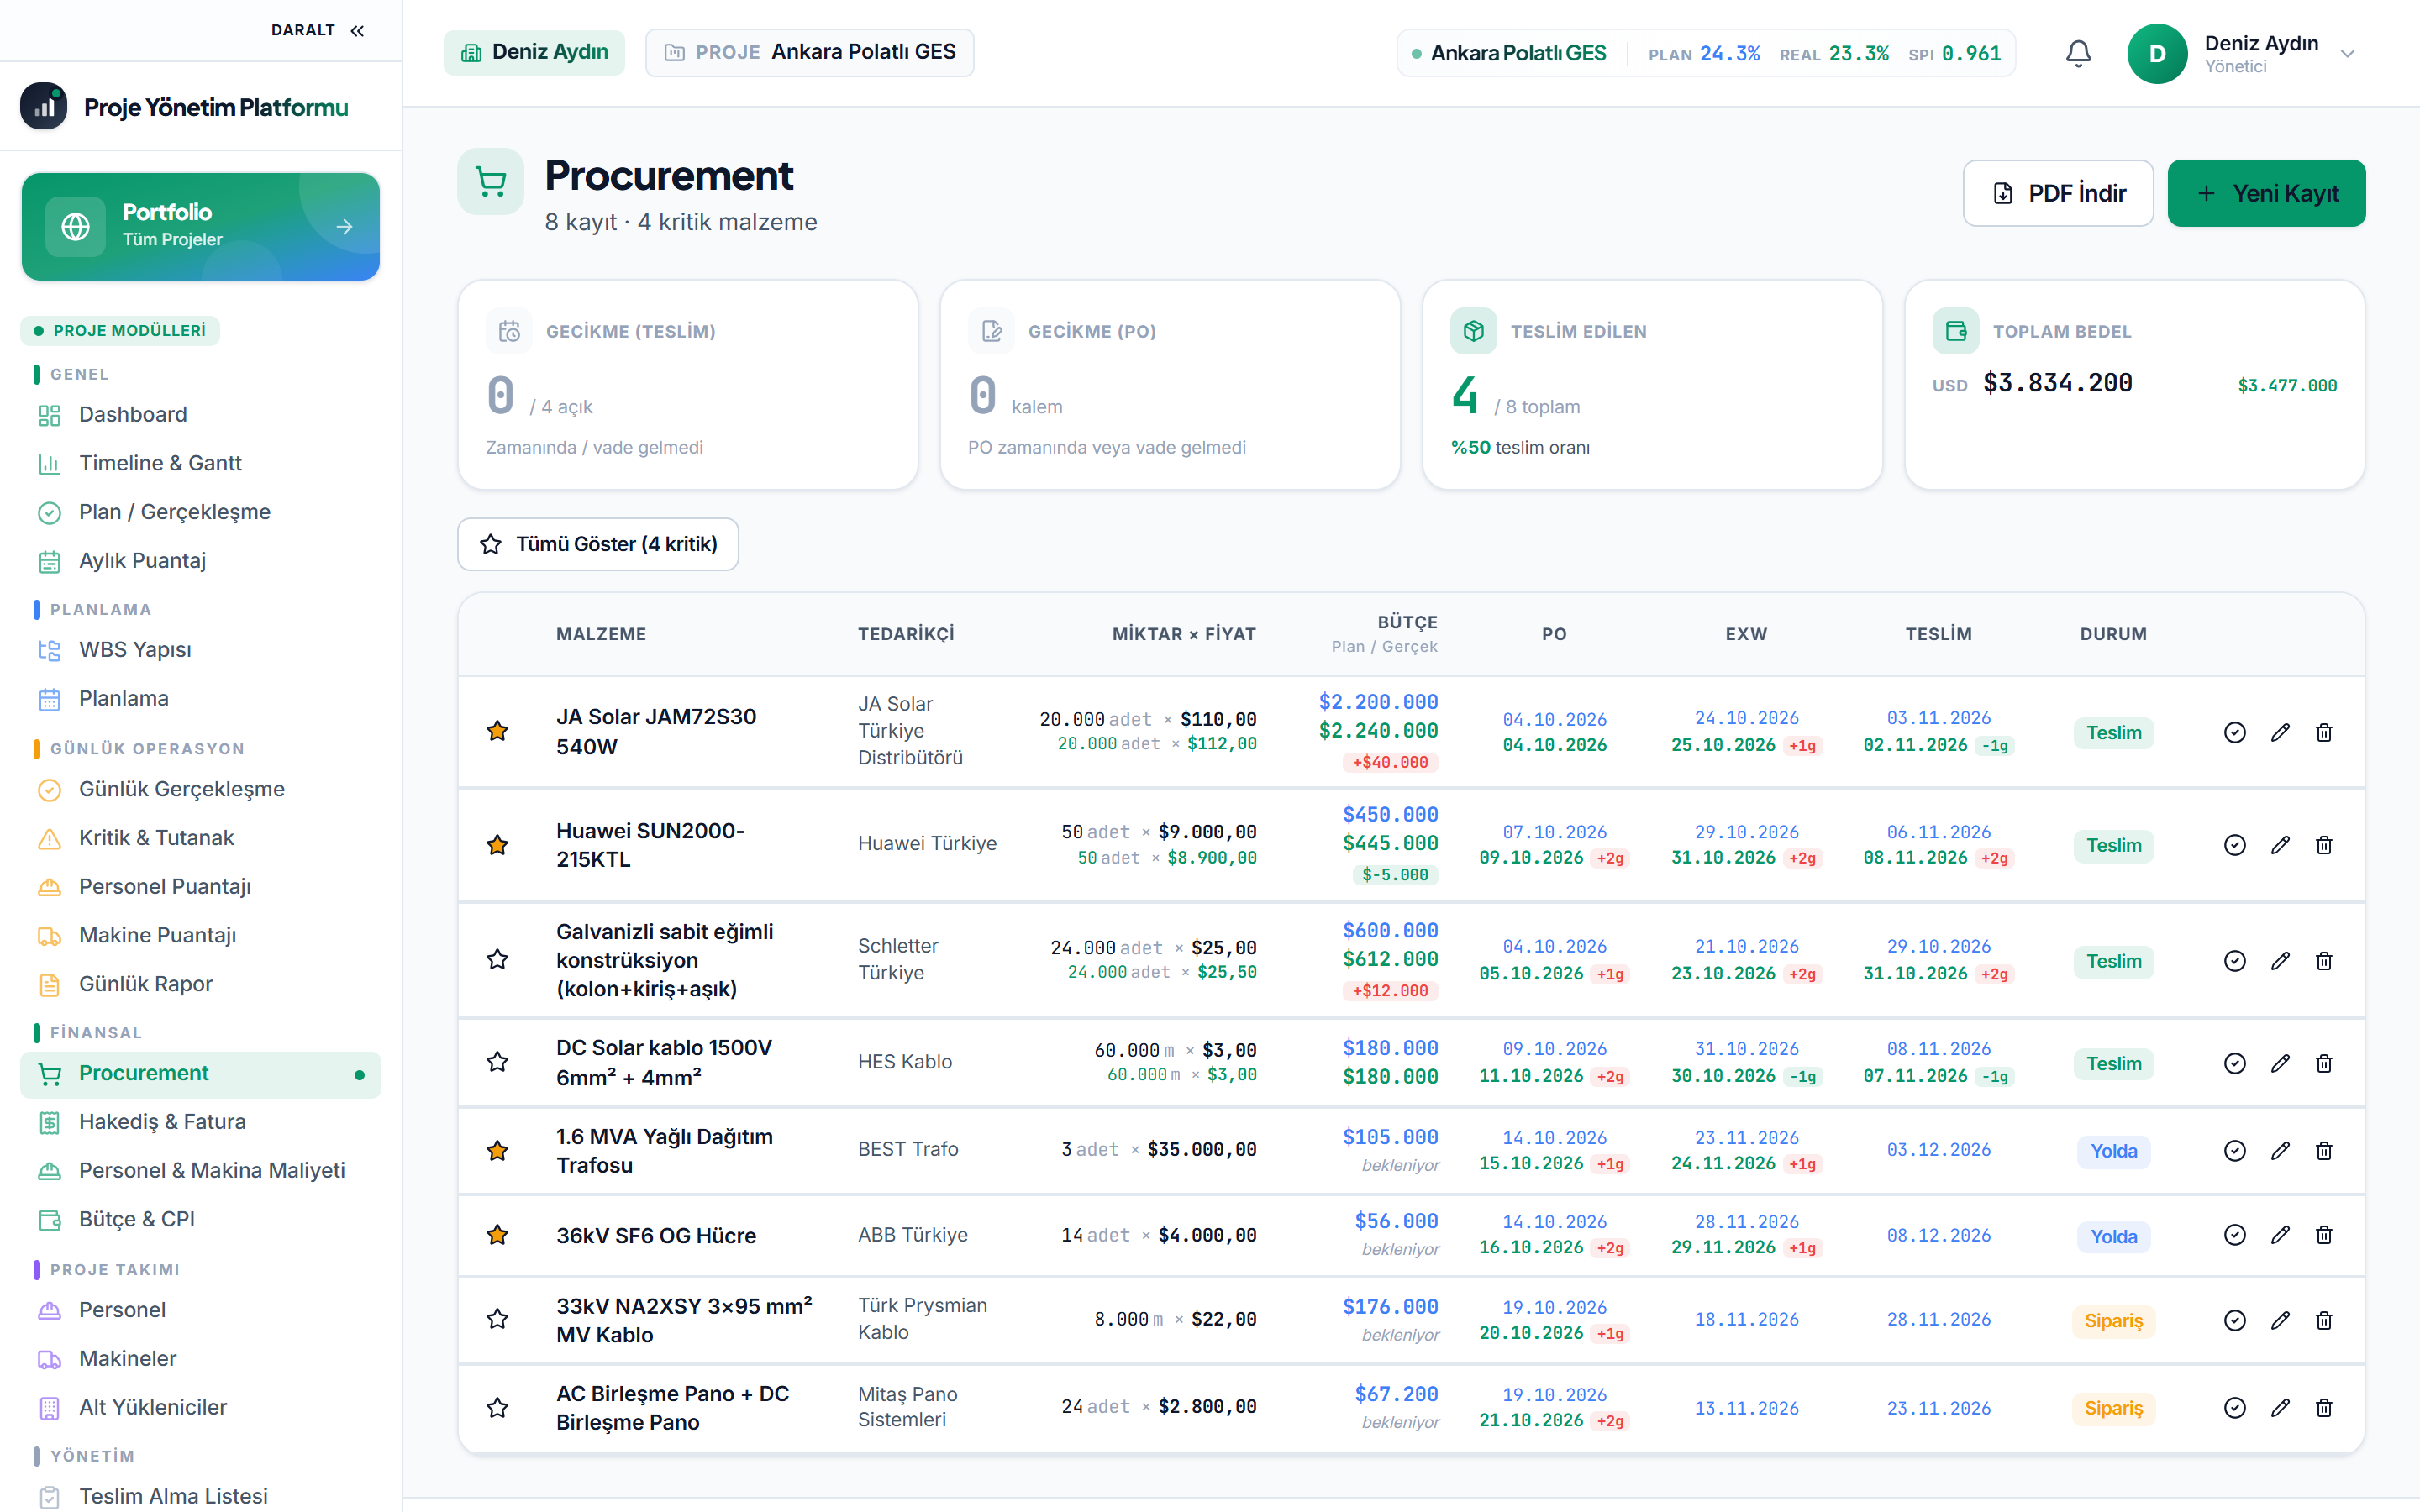 DARALT
Proje Yönetim Platformu
Portfolio
Tüm Projeler
PROJE MODÜLLERİ
GENEL
Dashboard
Timeline & Gantt
Plan / Gerçekleşme
Aylık Puantaj
PLANLAMA
WBS Yapısı
Planlama
GÜNLÜK OPERASYON
Günlük Gerçekleşme
Kritik & Tutanak
Personel Puantajı
Makine Puantajı
Günlük Rapor
FİNANSAL
Procurement
Hakediş & Fatura
Personel & Makina Maliyeti
Bütçe & CPI
PROJE TAKIMI
Personel
Makineler
Alt Yükleniciler
YÖNETİM
Teslim Alma Listesi
Deniz Aydın
PROJE Ankara Polatlı GES
Ankara Polatlı GES PLAN 24.3% REAL 23.3% SPI 0.961
D
Deniz Aydın
Yönetici
Procurement
8 kayıt · 4 kritik malzeme
PDF İndir
+ Yeni Kayıt
GECİKME (TESLİM)
0 / 4 açık
Zamanında / vade gelmedi
GECİKME (PO)
0 kalem
PO zamanında veya vade gelmedi
TESLİM EDİLEN
4 / 8 toplam
%50 teslim oranı
TOPLAM BEDEL
USD $3.834.200 $3.477.000
Tümü Göster (4 kritik)
MALZEME TEDARİKÇİ MİKTAR × FİYAT BÜTÇE PO EXW TESLİM DURUM
Plan / Gerçek
JA Solar JAM72S30
540W
JA Solar
Türkiye
Distribütörü
20.000 adet × $110,00
20.000 adet × $112,00
$2.200.000
$2.240.000
+$40.000
04.10.2026
04.10.2026
24.10.2026
25.10.2026 +1g
03.11.2026
02.11.2026 -1g
Teslim
Huawei SUN2000-
215KTL
Huawei Türkiye
50 adet × $9.000,00
50 adet × $8.900,00
$450.000
$445.000
$-5.000
07.10.2026
09.10.2026 +2g
29.10.2026
31.10.2026 +2g
06.11.2026
08.11.2026 +2g
Teslim
Galvanizli sabit eğimli
konstrüksiyon
(kolon+kiriş+aşık)
Schletter
Türkiye
24.000 adet × $25,00
24.000 adet × $25,50
$600.000
$612.000
+$12.000
04.10.2026
05.10.2026 +1g
21.10.2026
23.10.2026 +2g
29.10.2026
31.10.2026 +2g
Teslim
DC Solar kablo 1500V
6mm² + 4mm²
HES Kablo
60.000 m × $3,00
60.000 m × $3,00
$180.000
$180.000
09.10.2026
11.10.2026 +2g
31.10.2026
30.10.2026 -1g
08.11.2026
07.11.2026 -1g
Teslim
1.6 MVA Yağlı Dağıtım
Trafosu
BEST Trafo
3 adet × $35.000,00
$105.000
bekleniyor
14.10.2026
15.10.2026 +1g
23.11.2026
24.11.2026 +1g
03.12.2026
Yolda
36kV SF6 OG Hücre
ABB Türkiye
14 adet × $4.000,00
$56.000
bekleniyor
14.10.2026
16.10.2026 +2g
28.11.2026
29.11.2026 +1g
08.12.2026
Yolda
33kV NA2XSY 3×95 mm²
MV Kablo
Türk Prysmian
Kablo
8.000 m × $22,00
$176.000
bekleniyor
19.10.2026
20.10.2026 +1g
18.11.2026
28.11.2026
Sipariş
AC Birleşme Pano + DC
Birleşme Pano
Mitaş Pano
Sistemleri
24 adet × $2.800,00
$67.200
bekleniyor
19.10.2026
21.10.2026 +2g
13.11.2026
23.11.2026
Sipariş